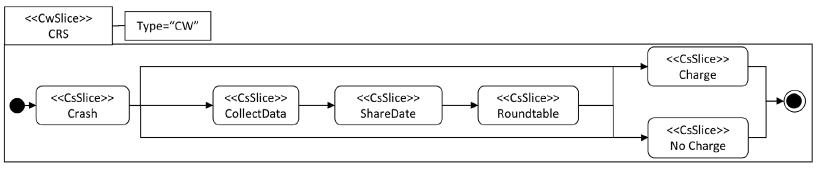 <<CwSlice>>
CRS
Type=“CW”
<<CsSlice>>
Crash
<<CsSlice>>
CollectData
<<CsSlice>>
ShareDate
<<CsSlice>>
Roundtable
<<CsSlice>>
Charge
<<CsSlice>>
No Charge